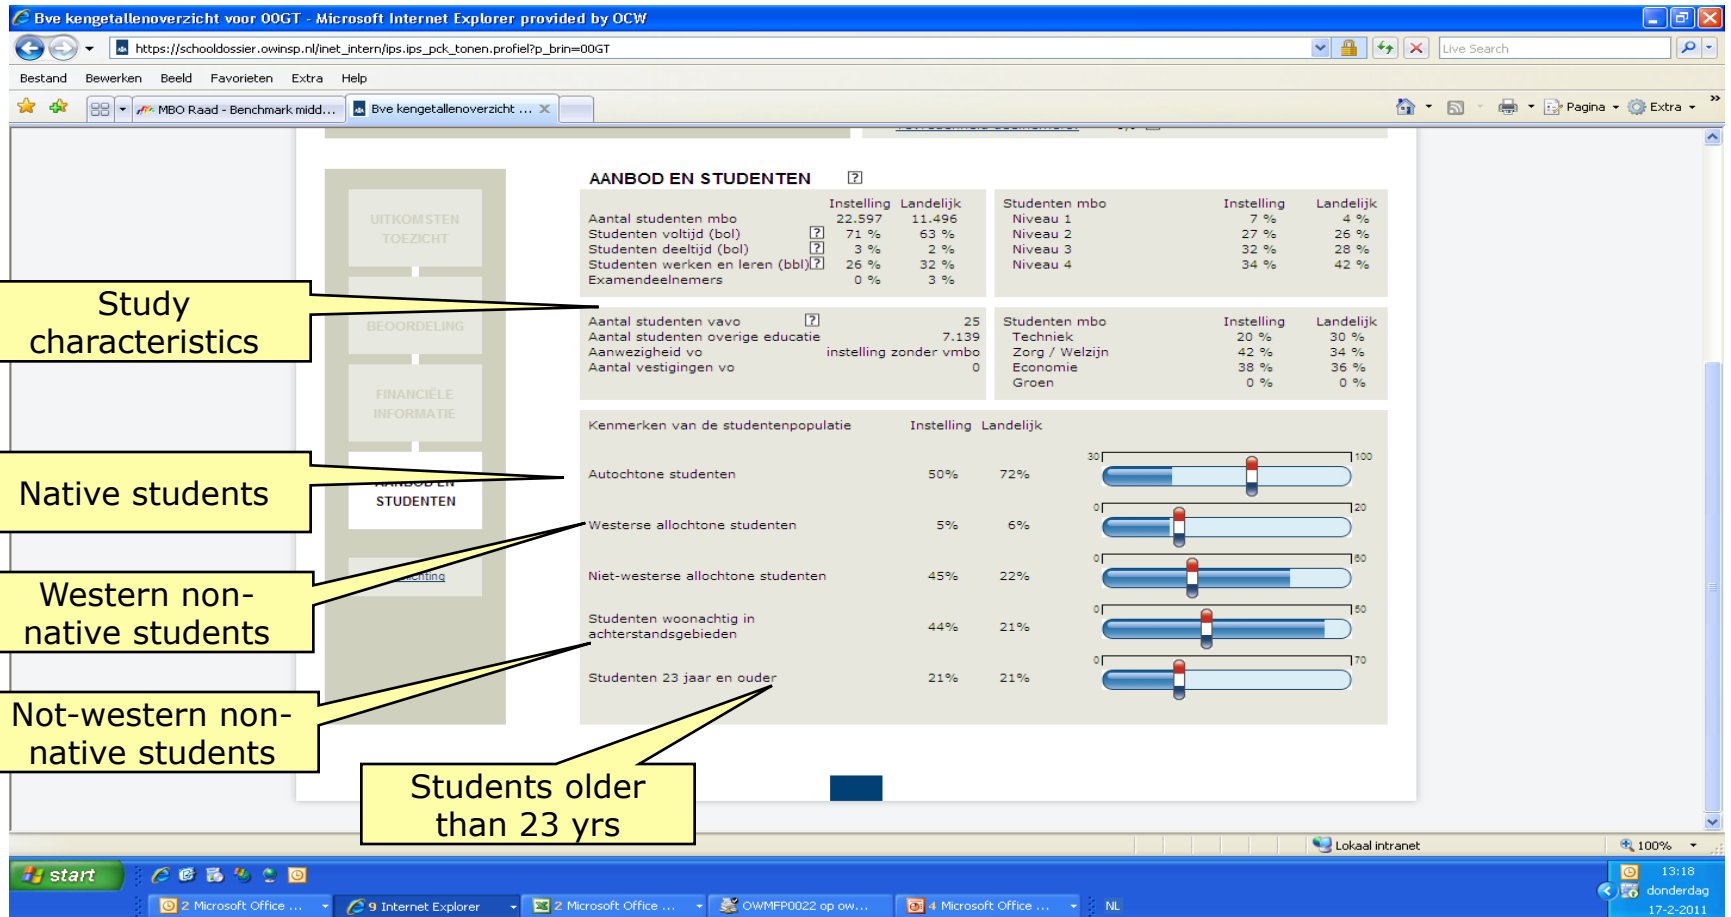 Bve kengetallenoverzicht voor 00GT - Microsoft Internet Explorer provided by OCW
https://schooldossier.owinsp.nl/inet_intern/ips.ips_pck_tonen.profiel?p_brin=00GT
Live Search
Bestand Bewerken Beeld Favorieten Extra Help
MBO Raad - Benchmark midd...
Bve kengetallenoverzicht ...
Pagina
Extra
AANBOD EN STUDENTEN ?
Instelling Landelijk
Aantal studenten mbo 22.597 11.496
Studenten voltijd (bol) ? 71 % 63 %
Studenten deeltijd (bol) ? 3 % 2 %
Studenten werken en leren (bbl) ? 26 % 32 %
Examendeelnemers 0 % 3 %
Studenten mbo Instelling Landelijk
Niveau 1 7 % 4 %
Niveau 2 27 % 26 %
Niveau 3 32 % 28 %
Niveau 4 34 % 42 %
Aantal studenten vavo ? 25
Aantal studenten overige educatie 7.139
Aanwezigheid vo instelling zonder vmbo
Aantal vestigingen vo 0
Studenten mbo Instelling Landelijk
Techniek 20 % 30 %
Zorg / Welzijn 42 % 34 %
Economie 38 % 36 %
Groen 0 % 0 %
Kenmerken van de studentenpopulatie Instelling Landelijk
Autochtone studenten 50% 72% 30 100
Westerse allochtone studenten 5% 6% 0 20
Niet-westerse allochtone studenten 45% 22% 0 60
Studenten woonachtig in
achterstandsgebieden 44% 21% 0 50
Studenten 23 jaar en ouder 21% 21% 0 70
UITKOMSTEN
TOEZICHT
BEOORDELING
FINANCIËLE
INFORMATIE
AANBOD EN
STUDENTEN
Study
characteristics
Native students
Western non-
native students
Not-western non-
native students
Students older
than 23 yrs
Lokaal intranet
100%
start
2 Microsoft Office ...
9 Internet Explorer
2 Microsoft Office ...
OWMFP0022 op ow...
4 Microsoft Office ...
NL
13:18
donderdag
17-2-2011